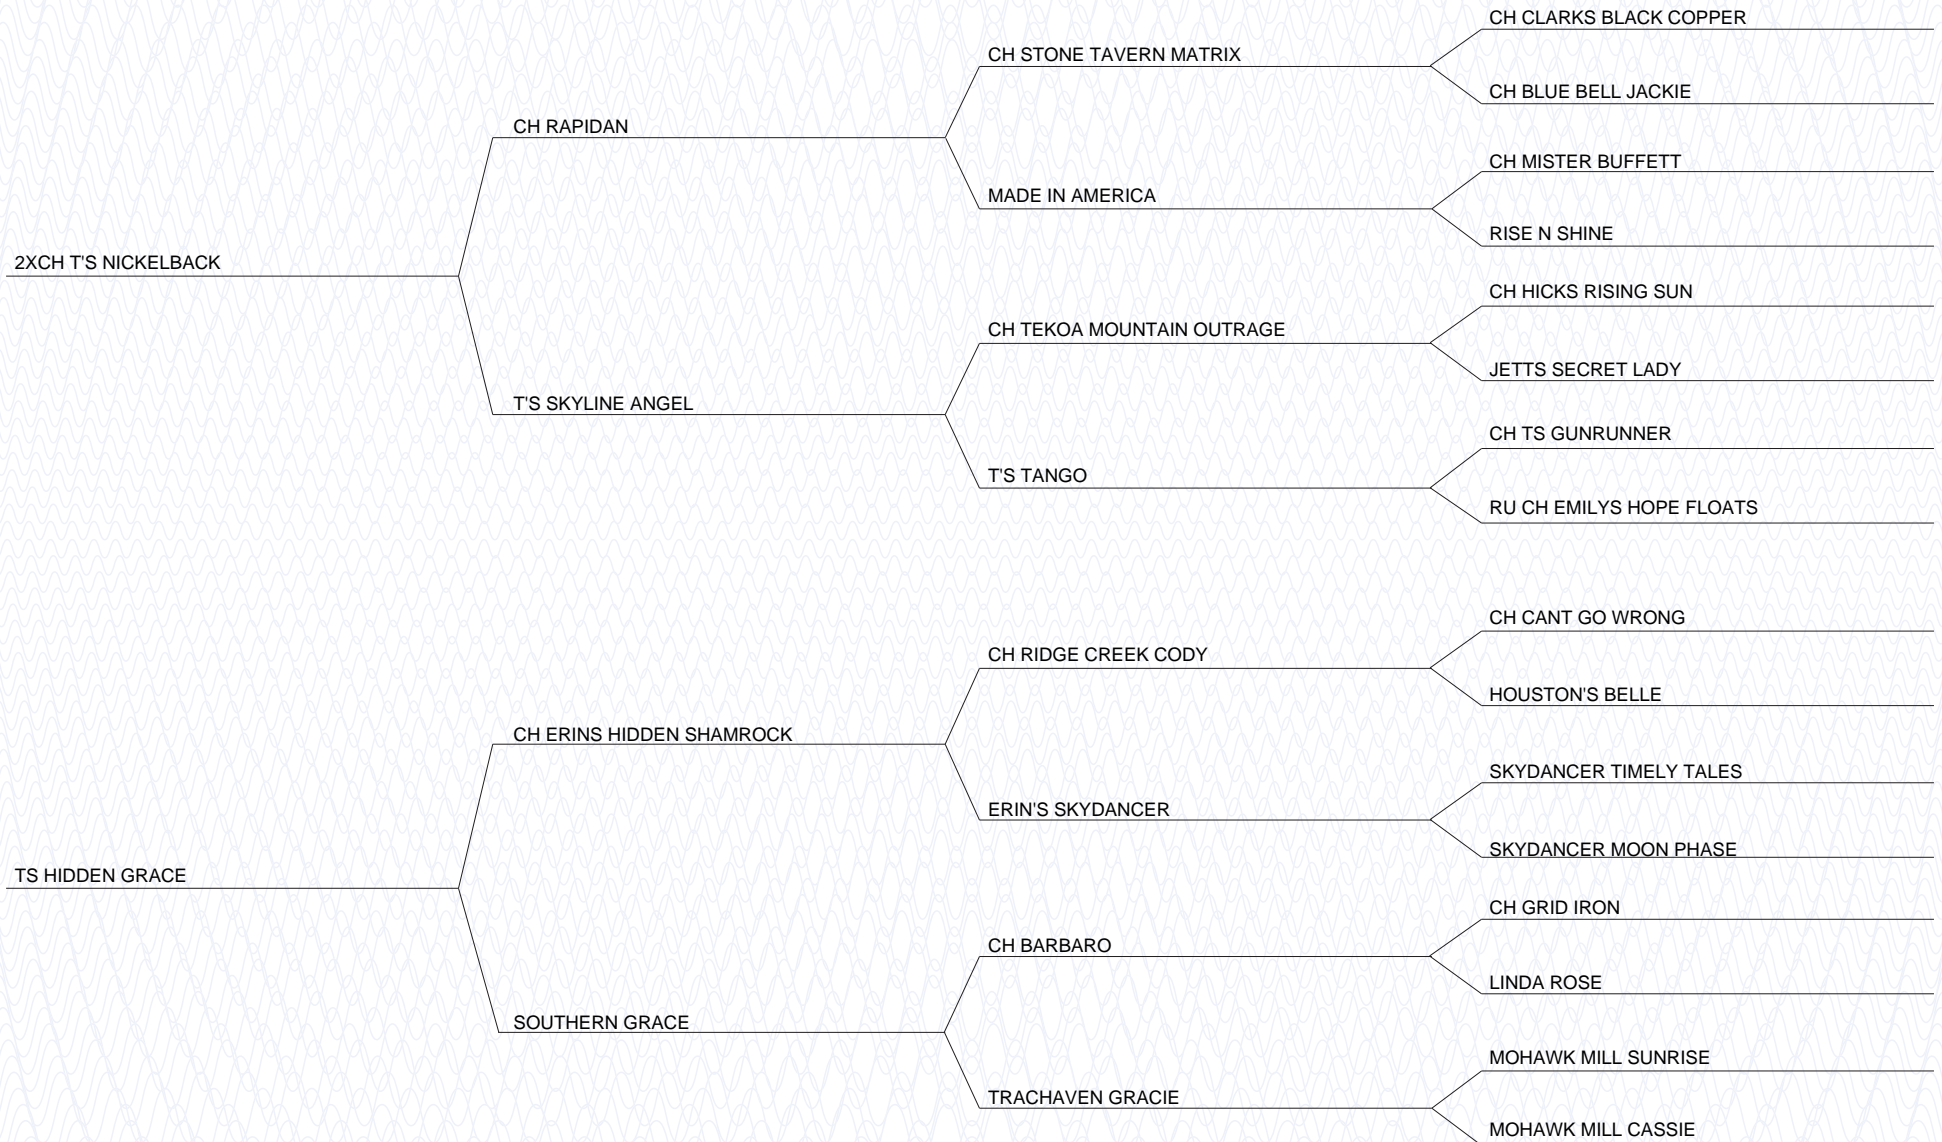 CH CLARKS BLACK COPPER
CH STONE TAVERN MATRIX
CH BLUE BELL JACKIE
CH RAPIDAN
CH MISTER BUFFETT
MADE IN AMERICA
RISE N SHINE
2XCH T'S NICKELBACK
CH HICKS RISING SUN
CH TEKOA MOUNTAIN OUTRAGE
JETTS SECRET LADY
T'S SKYLINE ANGEL
CH TS GUNRUNNER
T'S TANGO
RU CH EMILYS HOPE FLOATS
CH CANT GO WRONG
CH RIDGE CREEK CODY
HOUSTON'S BELLE
CH ERINS HIDDEN SHAMROCK
SKYDANCER TIMELY TALES
ERIN'S SKYDANCER
SKYDANCER MOON PHASE
TS HIDDEN GRACE
CH GRID IRON
CH BARBARO
LINDA ROSE
SOUTHERN GRACE
MOHAWK MILL SUNRISE
TRACHAVEN GRACIE
MOHAWK MILL CASSIE